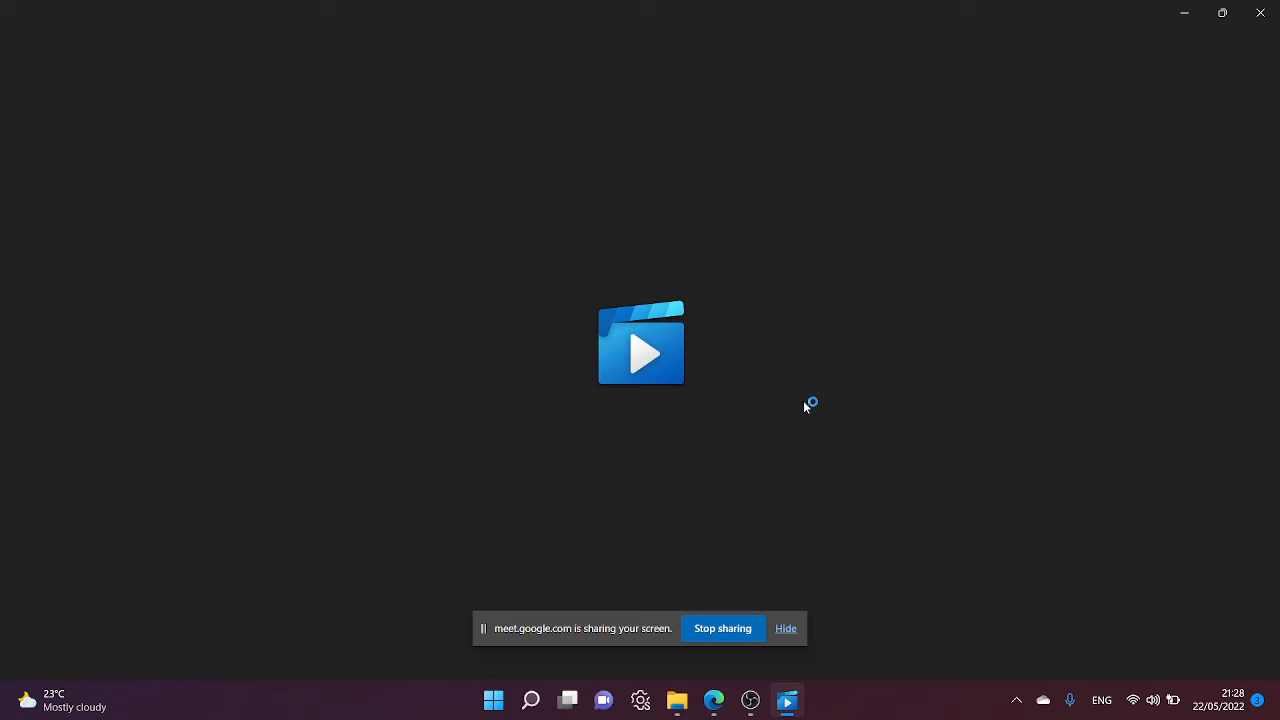 meet.google.com is sharing your screen. Stop sharing Hide
23°C
Mostly cloudy
ENG
21:28
22/05/2022
3